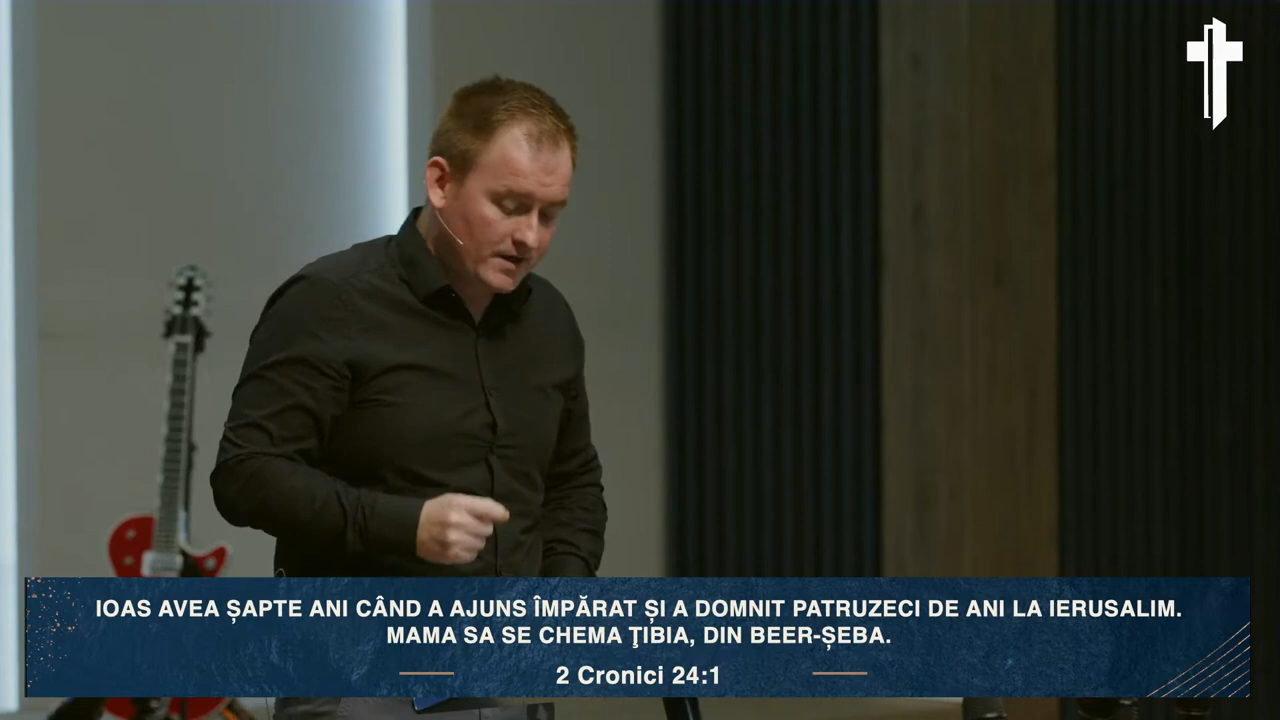 IOAS AVEA ȘAPTE ANI CÂND A AJUNS ÎMPĂRAT ȘI A DOMNIT PATRUZECI DE ANI LA IERUSALIM.
MAMA SA SE CHEMA ŢIBIA, DIN BEER-ȘEBA.
2 Cronici 24:1